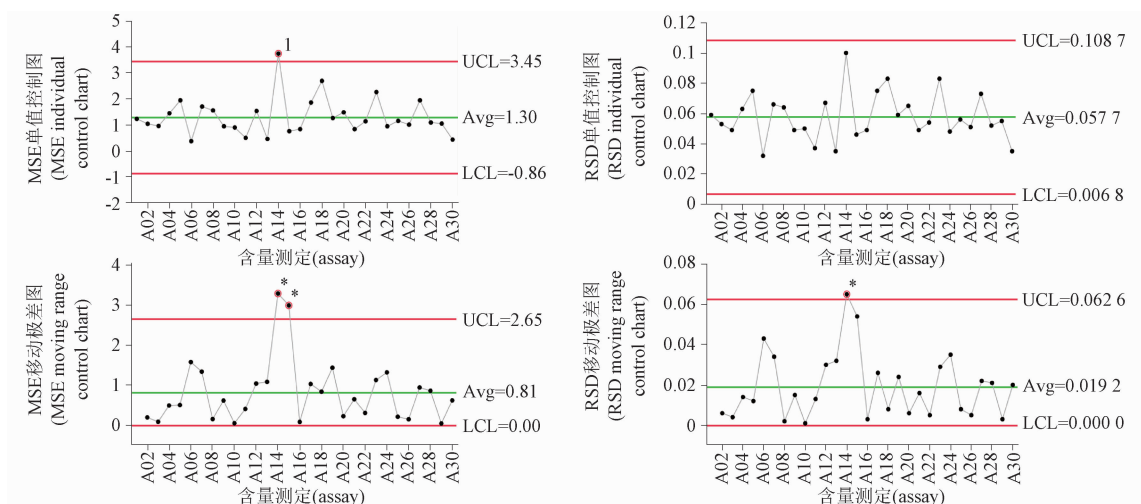 MSE单值控制图
(MSE individual
control chart)
5
4
3
2
1
0
-1
-2
1
UCL=3.45
Avg=1.30
LCL=-0.86
A02 A04 A06 A08 A10 A12 A14 A16 A18 A20 A22 A24 A26 A28 A30
含量测定(assay)
RSD单值控制图
(RSD individual
control chart)
0.12
0.1
0.08
0.06
0.04
0.02
0
UCL=0.108 7
Avg=0.057 7
LCL=0.006 8
A02 A04 A06 A08 A10 A12 A14 A16 A18 A20 A22 A24 A26 A28 A30
含量测定(assay)
MSE移动极差图
(MSE moving range
control chart)
4
3
2
1
0
*
*
UCL=2.65
Avg=0.81
LCL=0.00
A02 A04 A06 A08 A10 A12 A14 A16 A18 A20 A22 A24 A26 A28 A30
含量测定(assay)
RSD移动极差图
(RSD moving range
control chart)
0.08
0.06
0.04
0.02
0
*
UCL=0.062 6
Avg=0.019 2
LCL=0.000 0
A02 A04 A06 A08 A10 A12 A14 A16 A18 A20 A22 A24 A26 A28 A30
含量测定(assay)